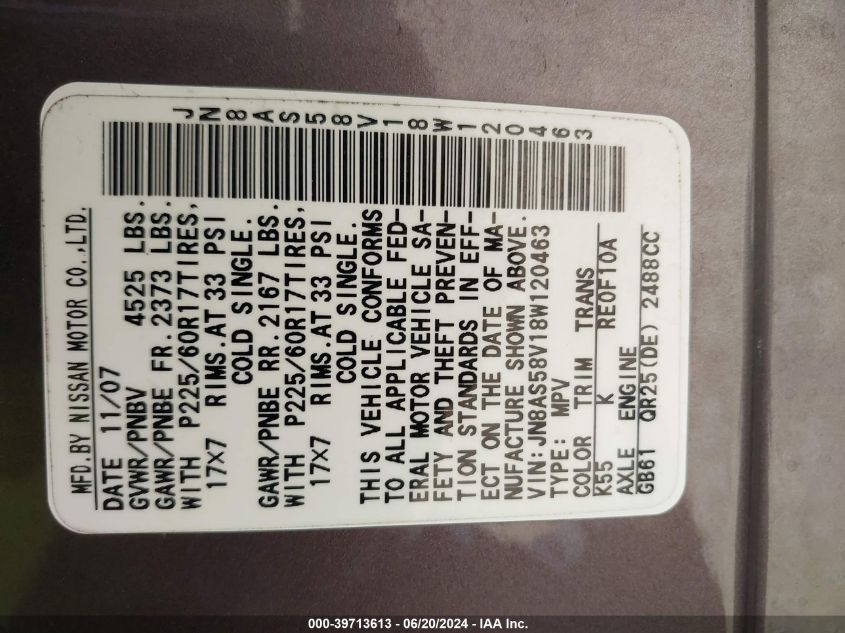 MFD.BY NISSAN MOTOR CO.,LTD.
DATE 11/07
GVWR/PNBV 4525 LBS.
GAWR/PNBE FR. 2373 LBS.
WITH P225/60R17TIRES,
17X7 RIMS.AT 33 PSI
COLD SINGLE.
GAWR/PNBE RR. 2167 LBS.
WITH P225/60R17TIRES,
17X7 RIMS.AT 33 PSI
COLD SINGLE.
THIS VEHICLE CONFORMS
TO ALL APPLICABLE FED-
ERAL MOTOR VEHICLE SA-
FETY AND THEFT PREVEN-
TION STANDARDS IN EFF-
ECT ON THE DATE OF MA-
NUFACTURE SHOWN ABOVE.
VIN:JN8AS58V18W120463
TYPE: MPV
COLOR TRIM TRANS
K55 K RE0F10A
AXLE ENGINE
GB61 QR25(DE) 2488CC
JN8AS58V18W120463
000-39713613 - 06/20/2024 - IAA Inc.